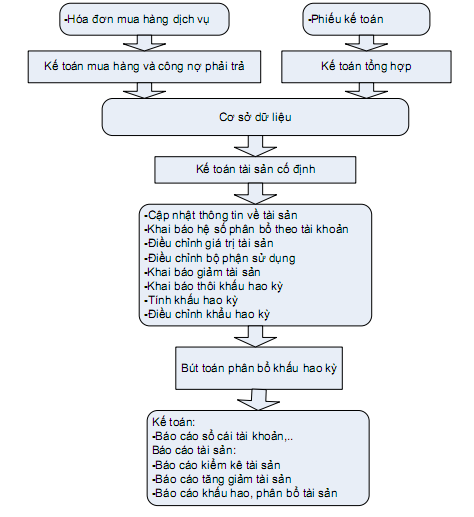 -Hóa đơn mua hàng dịch vụ
-Phiếu kế toán
Kế toán mua hàng và công nợ phải trả
Kế toán tổng hợp
Cơ sở dữ liệu
Kế toán tài sản cố định
-Cập nhật thông tin về tài sản
-Khai báo hệ số phân bổ theo tài khoản
-Điều chỉnh giá trị tài sản
-Điều chỉnh bộ phận sử dụng
-Khai báo giảm tài sản
-Khai báo thôi khấu hao kỳ
-Tính khấu hao kỳ
-Điều chỉnh khấu hao kỳ
Bút toán phân bổ khấu hao kỳ
Kế toán:
-Báo cáo sổ cái tài khoản,..
Báo cáo tài sản:
-Báo cáo kiểm kê tài sản
-Báo cáo tăng giảm tài sản
-Báo cáo khấu hao, phân bổ tài sản